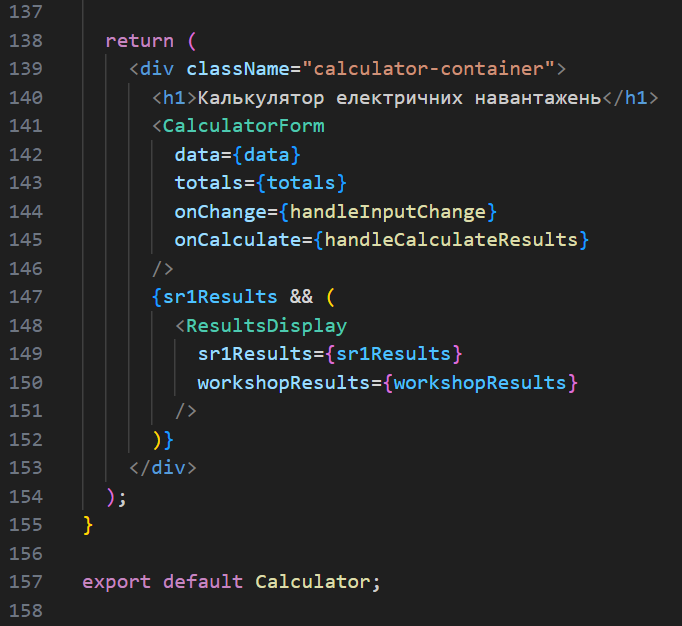 137
138 return (
139 <div className="calculator-container">
140 <h1>Калькулятор електричних навантажень</h1>
141 <CalculatorForm
142 data={data}
143 totals={totals}
144 onChange={handleInputChange}
145 onCalculate={handleCalculateResults}
146 />
147 {sr1Results && (
148 <ResultsDisplay
149 sr1Results={sr1Results}
150 workshopResults={workshopResults}
151 />
152 )}
153 </div>
154 );
155 }
156
157 export default Calculator;
158